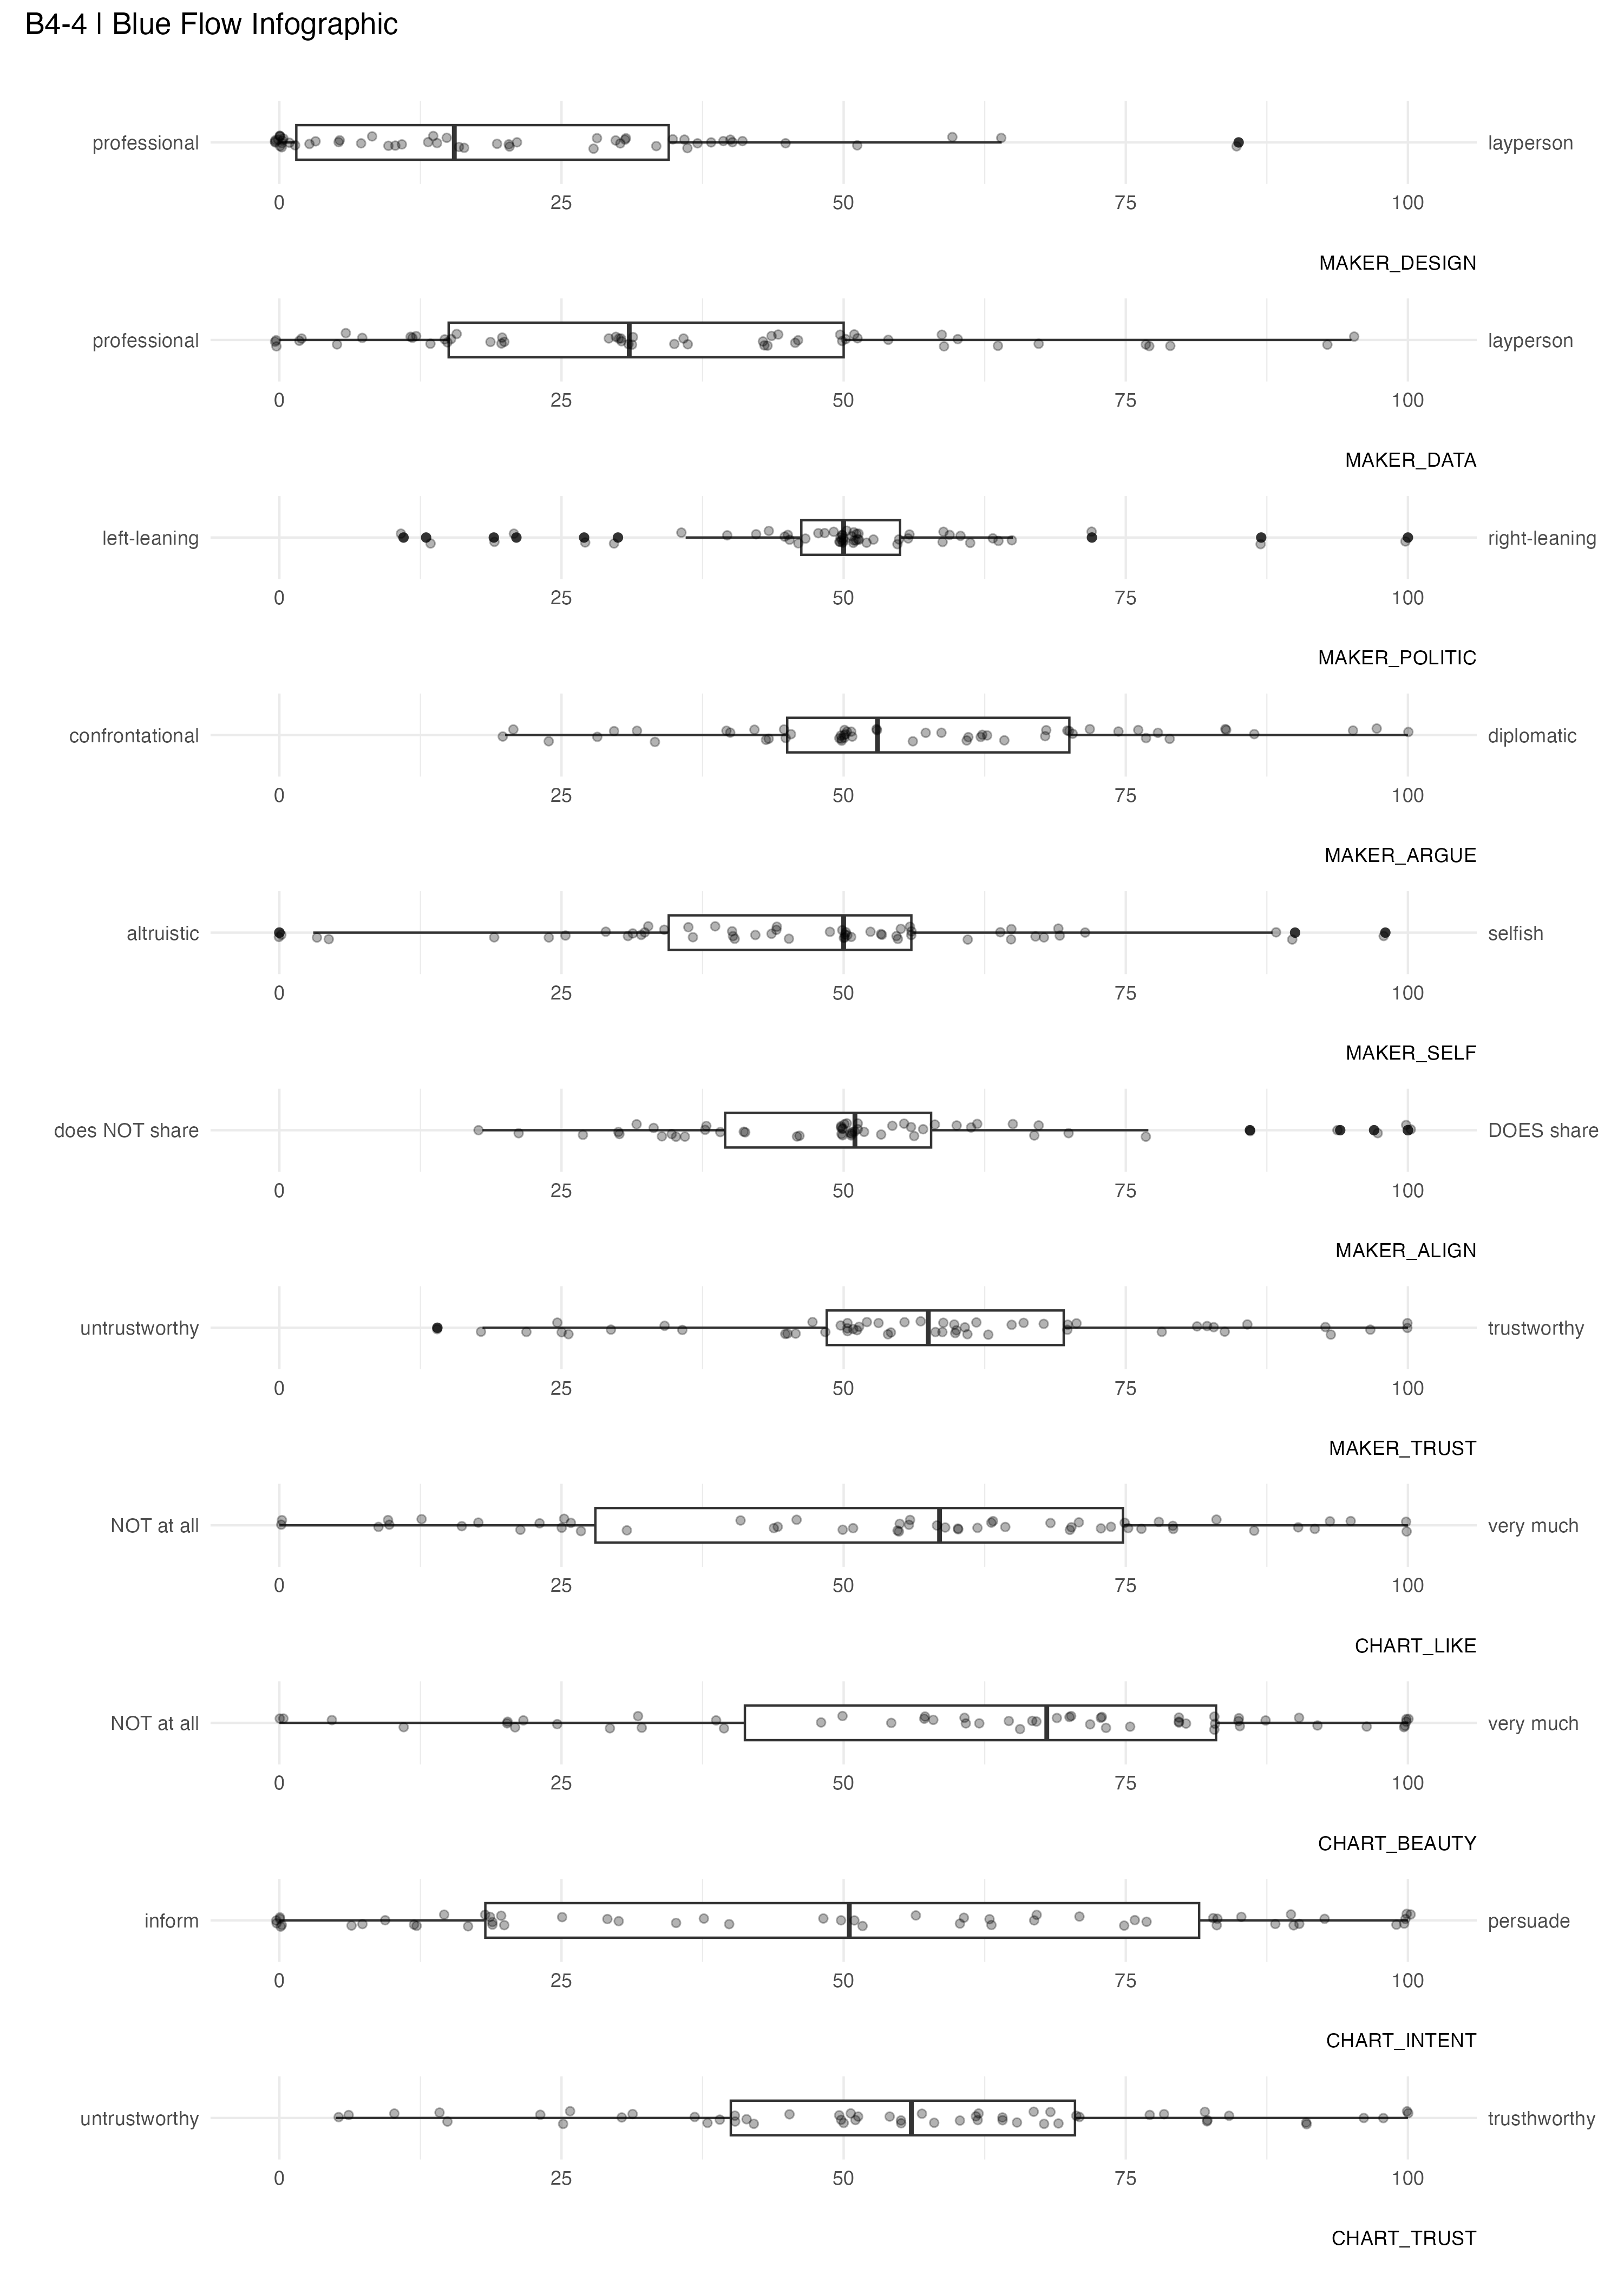 B4-4 | Blue Flow Infographic
professional layperson
0 25 50 75 100
MAKER_DESIGN
professional layperson
0 25 50 75 100
MAKER_DATA
left-leaning right-leaning
0 25 50 75 100
MAKER_POLITIC
confrontational diplomatic
0 25 50 75 100
MAKER_ARGUE
altruistic selfish
0 25 50 75 100
MAKER_SELF
does NOT share DOES share
0 25 50 75 100
MAKER_ALIGN
untrustworthy trustworthy
0 25 50 75 100
MAKER_TRUST
NOT at all very much
0 25 50 75 100
CHART_LIKE
NOT at all very much
0 25 50 75 100
CHART_BEAUTY
inform persuade
0 25 50 75 100
CHART_INTENT
untrustworthy trusthworthy
0 25 50 75 100
CHART_TRUST